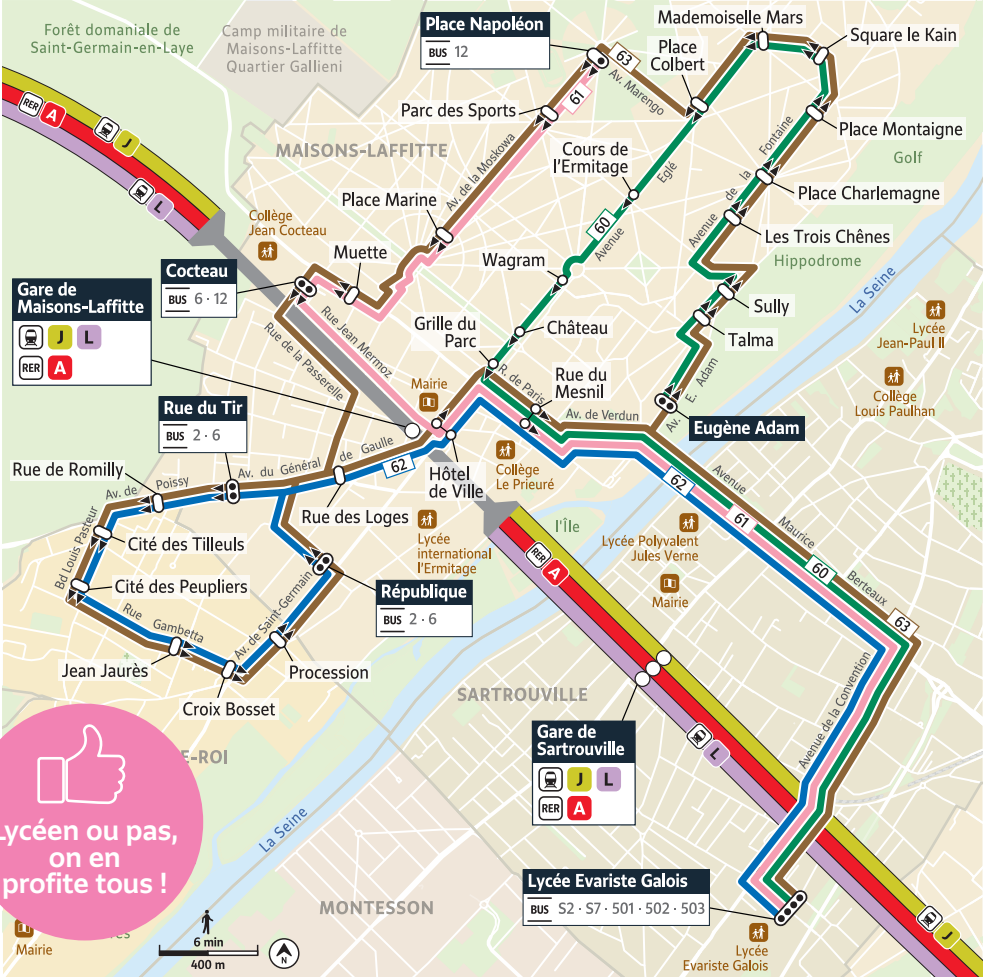 Forêt domaniale de
Saint-Germain-en-Laye
Camp militaire de
Maisons-Laffitte
Quartier Gallieni
Place Napoléon
BUS 12
Mademoiselle Mars
Place
Colbert
Square le Kain
63
Av. Marengo
61
Parc des Sports
RER A
J
L
MAISONS-LAFFITTE
Av. de la Moskowa
Cours de
l'Ermitage
Eglé
Avenue
60
Place Montaigne
Golf
Avenue de la Fontaine
Place Charlemagne
Place Marine
Collège
Jean Cocteau
Muette
Les Trois Chênes
Hippodrome
La Seine
Wagram
Cocteau
BUS 6 · 12
Gare de
Maisons-Laffitte
J L
RER A
Sully
Talma
Château
Grille du
Parc
Rue Jean Mermoz
Rue de la Passerelle
Lycée
Jean-Paul II
Collège
Louis Paulhan
Mairie
R. de Paris
Rue du
Mesnil
Av. de Verdun
Av. E. Adam
Eugène Adam
Rue du Tir
BUS 2 · 6
Rue de Romilly
Av. de Poissy
Av. du Général de Gaulle
62
Hôtel
de Ville
Collège
Le Prieuré
62
61
60
63
Avenue Maurice Berteaux
Rue des Loges
Lycée
international
l'Ermitage
l'Île
Lycée Polyvalent
Jules Verne
Mairie
Bd Louis Pasteur
Cité des Tilleuls
Cité des Peupliers
Rue Gambetta
Av. de Saint-Germain
République
BUS 2 · 6
RER A
Jean Jaurès
Procession
Croix Bosset
SARTROUVILLE
Avenue de la Convention
Gare de
Sartrouville
J L
RER A
L
E-ROI
Lycéen ou pas,
on en
profite tous !
La Seine
MONTESSON
Lycée Evariste Galois
BUS S2 · S7 · 501 · 502 · 503
Lycée
Evariste Galois
J
Mairie
6 min
400 m
N